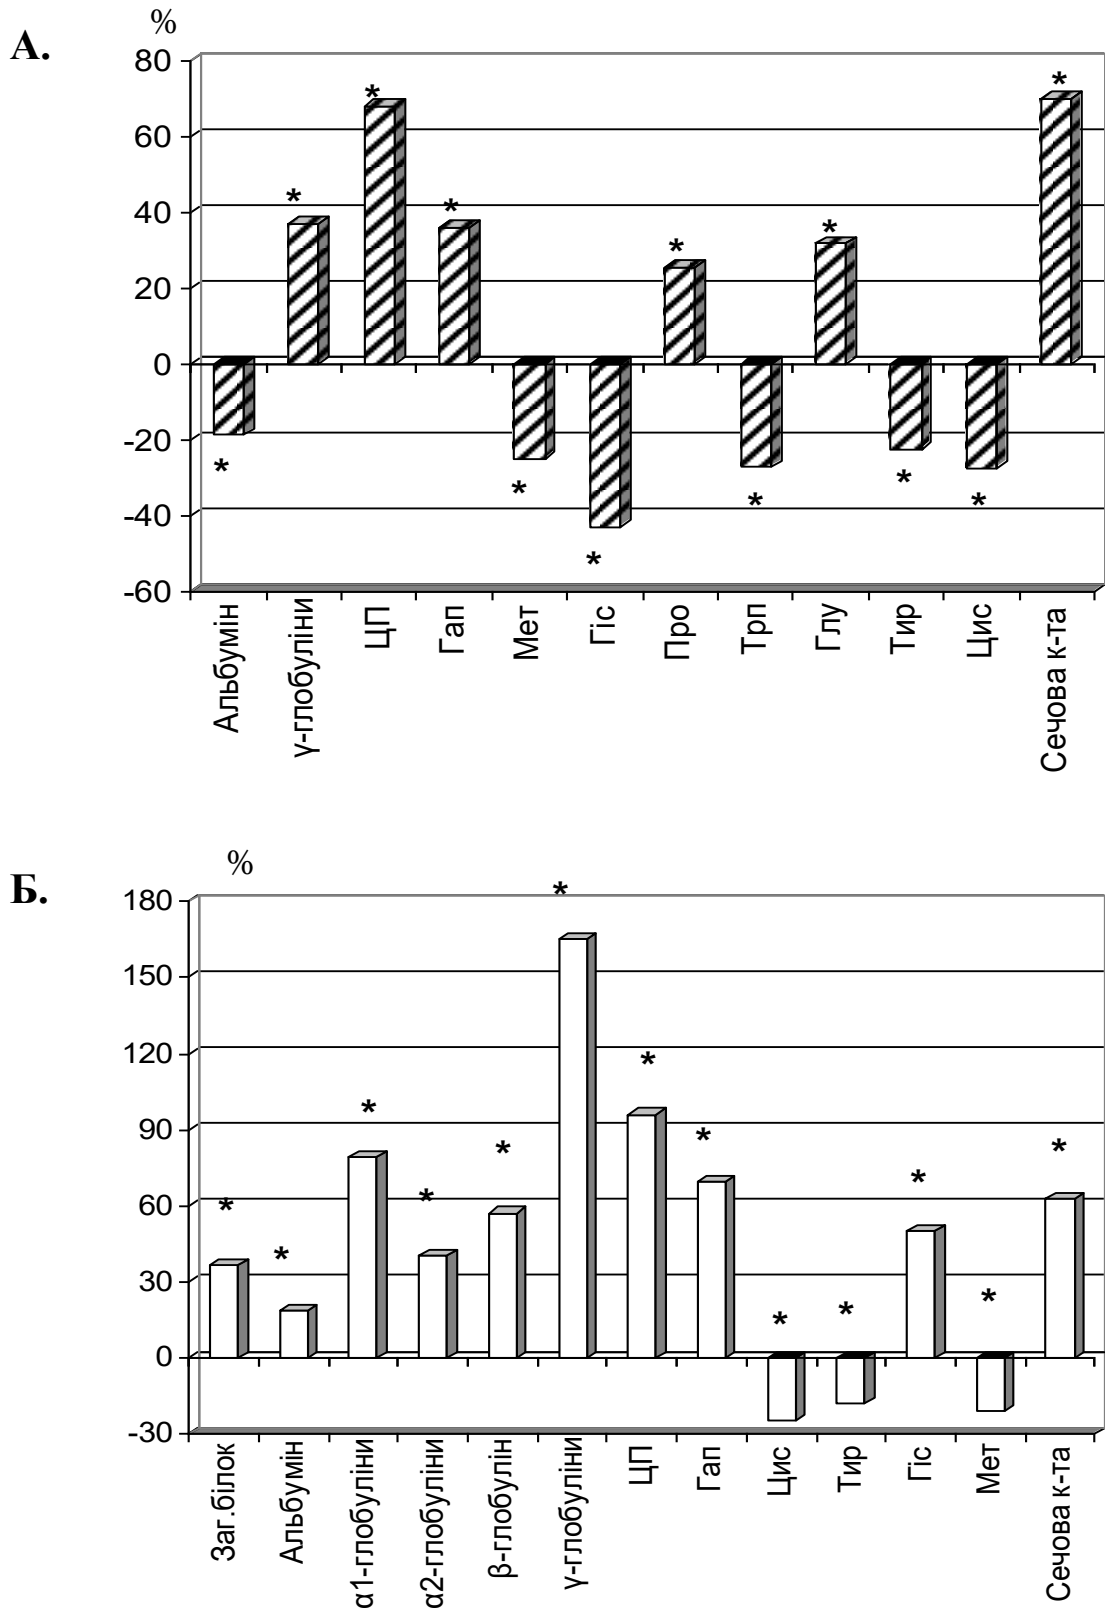 %
А.
80
60
40
20
0
-20
-40
-60
*
*
*
*
*
*
*
*
*
*
*
*
Альбумін
γ-глобуліни
ЦП
Гап
Мет
Гіс
Про
Трп
Глу
Тир
Цис
Сечова к-та
%
Б.
180
150
120
90
60
30
0
-30
*
*
*
*
*
*
*
*
*
*
*
*
*
Заг.білок
Альбумін
α1-глобуліни
α2-глобуліни
β-глобулін
γ-глобуліни
ЦП
Гап
Цис
Тир
Гіс
Мет
Сечова к-та